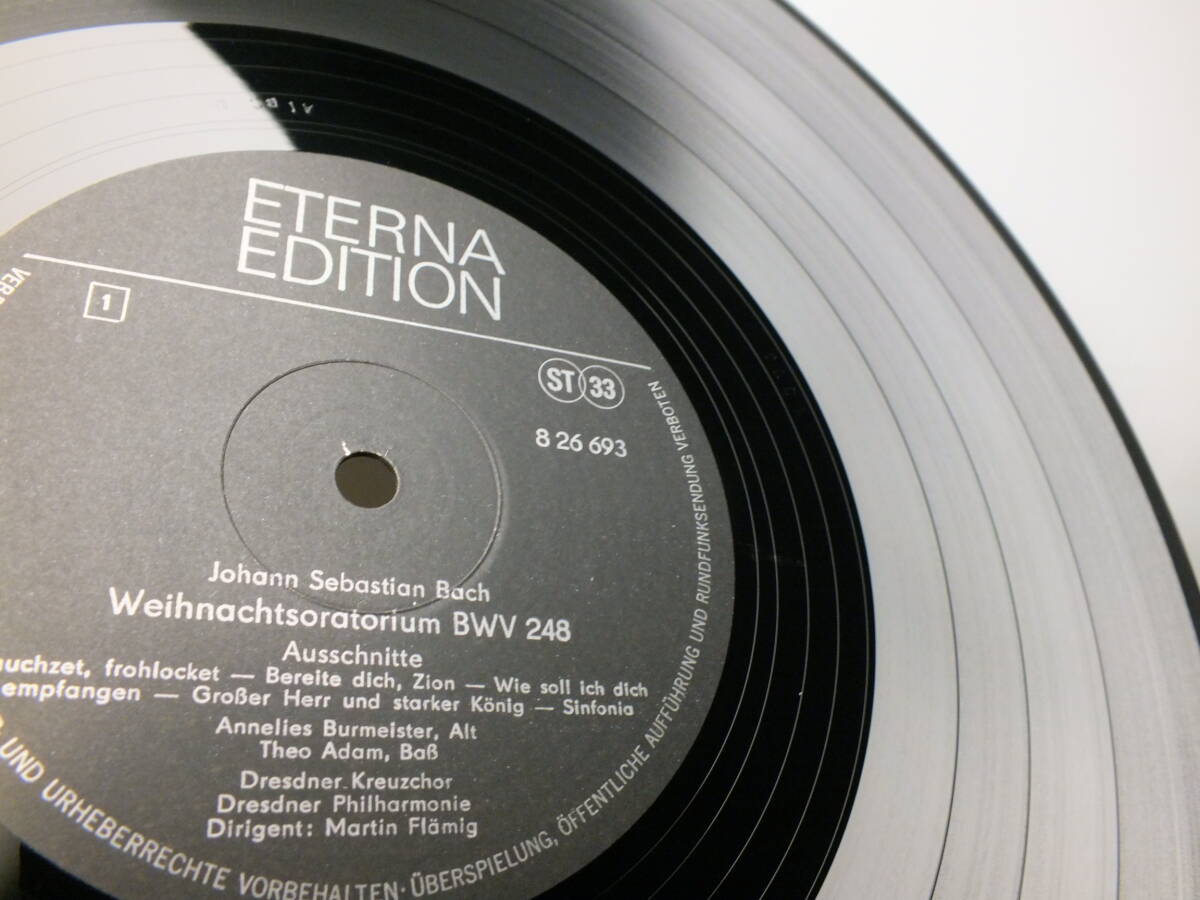 ETERNA
EDITION
1
ST 33
8 26 693
Johann Sebastian Bach
Weihnachtsoratorium BWV 248
Ausschnitte
auchzet, frohlocket — Bereite dich, Zion — Wie soll ich dich
empfangen — Großer Herr und starker König — Sinfonia
Annelies Burmeister, Alt
Theo Adam, Baß
Dresdner Kreuzchor
Dresdner Philharmonie
Dirigent: Martin Flämig
UND URHEBERRECHTE VORBEHALTEN · ÜBERSPIELUNG, ÖFFENTLICHE AUFFÜHRUNG UND RUNDFUNKSENDUNG VERBOTEN